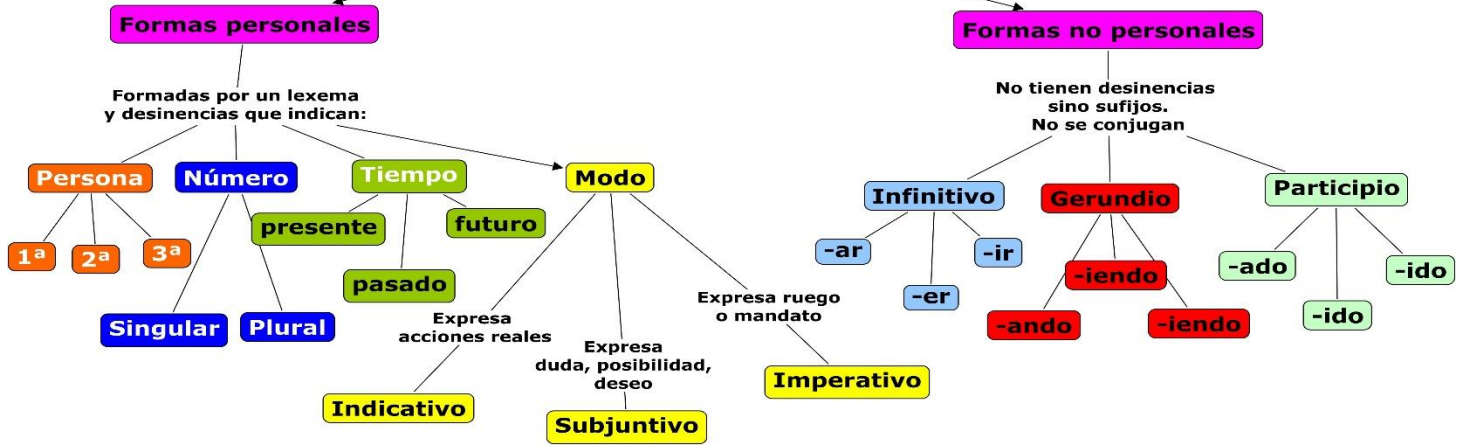 Formas personales
Formadas por un lexema
y desinencias que indican:
Persona
1ª
2ª
3ª
Número
Singular
Plural
Tiempo
presente
pasado
futuro
Modo
Expresa
acciones reales
Indicativo
Expresa
duda, posibilidad,
deseo
Subjuntivo
Expresa ruego
o mandato
Imperativo
Formas no personales
No tienen desinencias
sino sufijos.
No se conjugan
Infinitivo
-ar
-er
-ir
Gerundio
-ando
-iendo
-iendo
Participio
-ado
-ido
-ido